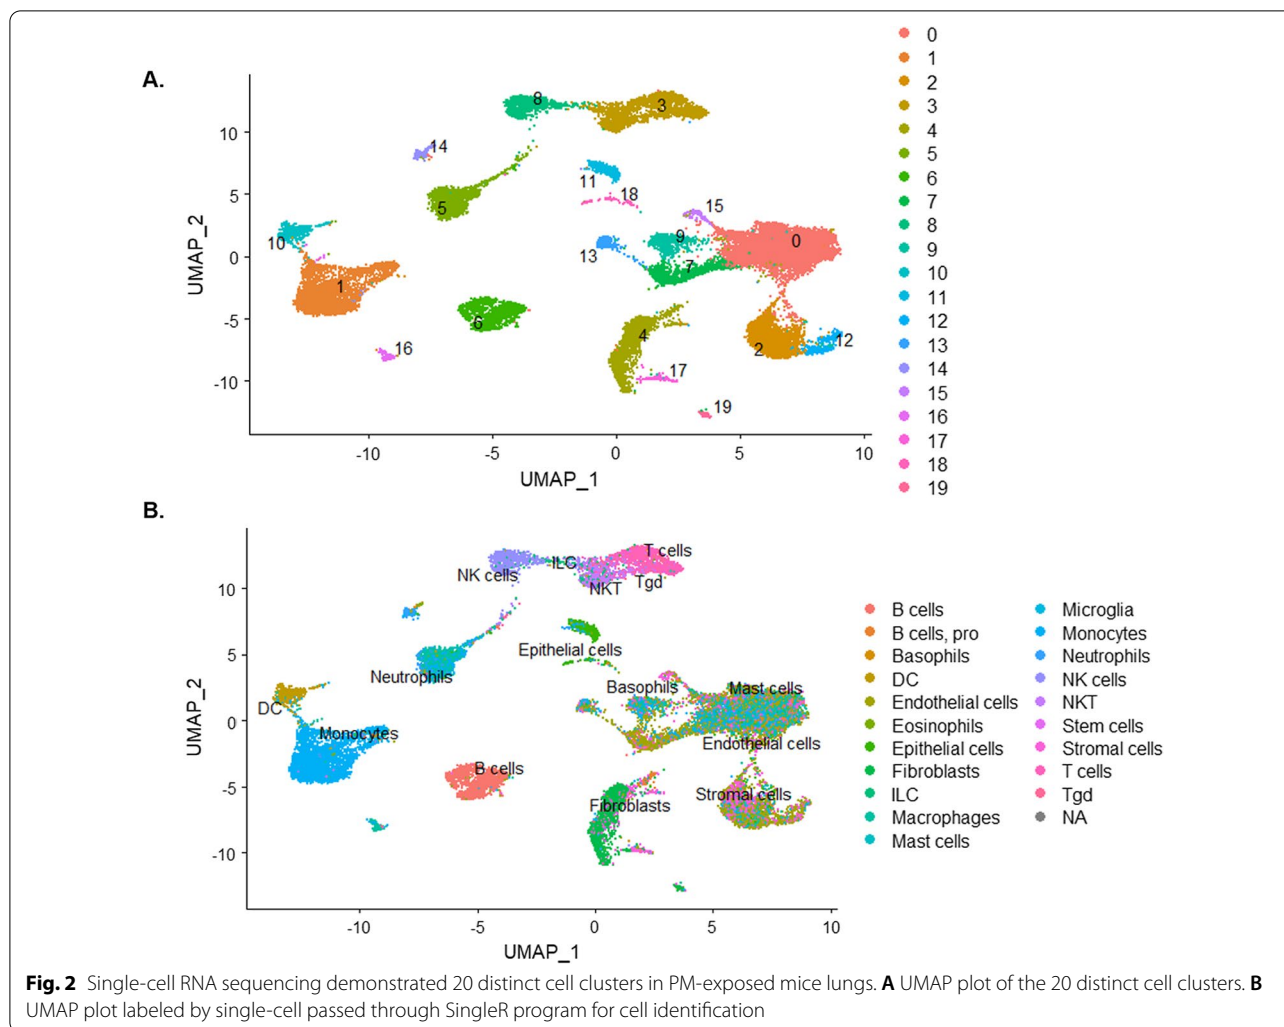 A.
0
1
2
3
4
5
6
7
8
9
10
11
12
13
14
15
16
17
18
19
UMAP_2
10
5
0
-5
-10
8
3
14
11
18
5
15
10
9
0
13
7
1
6
4
2
12
16
17
19
-10
-5
0
5
10
UMAP_1
B.
UMAP_2
10
5
0
-5
-10
NK cells
ILC
T cells
NKT
Tgd
Epithelial cells
Neutrophils
Basophils
Mast cells
DC
Monocytes
Endothelial cells
B cells
Fibroblasts
Stromal cells
-10
-5
0
5
10
UMAP_1
B cells
B cells, pro
Basophils
DC
Endothelial cells
Eosinophils
Epithelial cells
Fibroblasts
ILC
Macrophages
Mast cells
Microglia
Monocytes
Neutrophils
NK cells
NKT
Stem cells
Stromal cells
T cells
Tgd
NA
Fig. 2 Single-cell RNA sequencing demonstrated 20 distinct cell clusters in PM-exposed mice lungs. A UMAP plot of the 20 distinct cell clusters. B
UMAP plot labeled by single-cell passed through SingleR program for cell identification